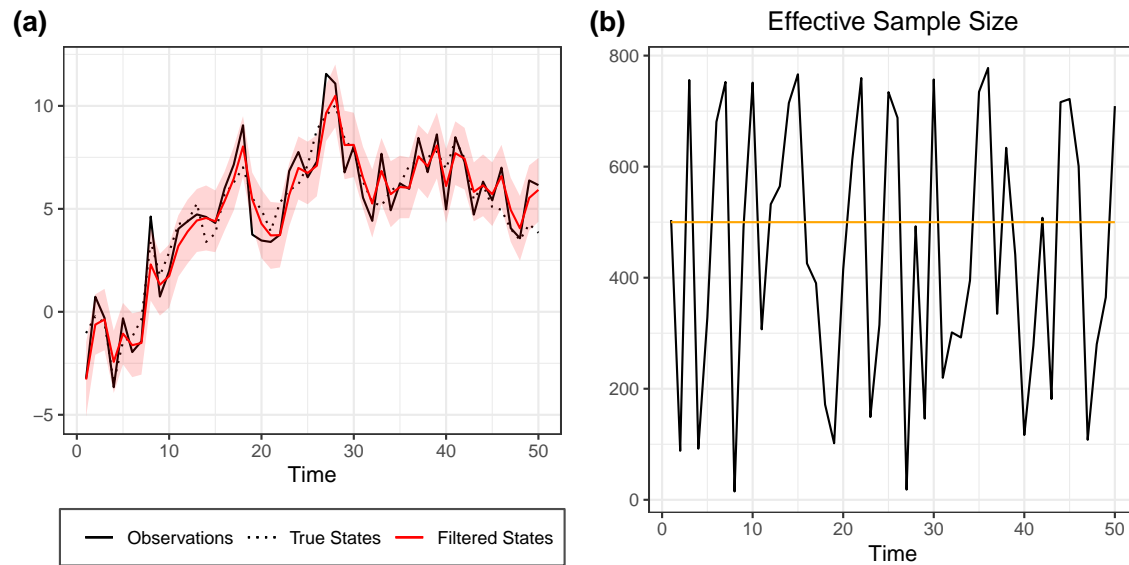 (a)
10
5
0
−5
0 10 20 30 40 50
Time
Observations True States Filtered States
(b)
Effective Sample Size
800
600
400
200
0
0 10 20 30 40 50
Time